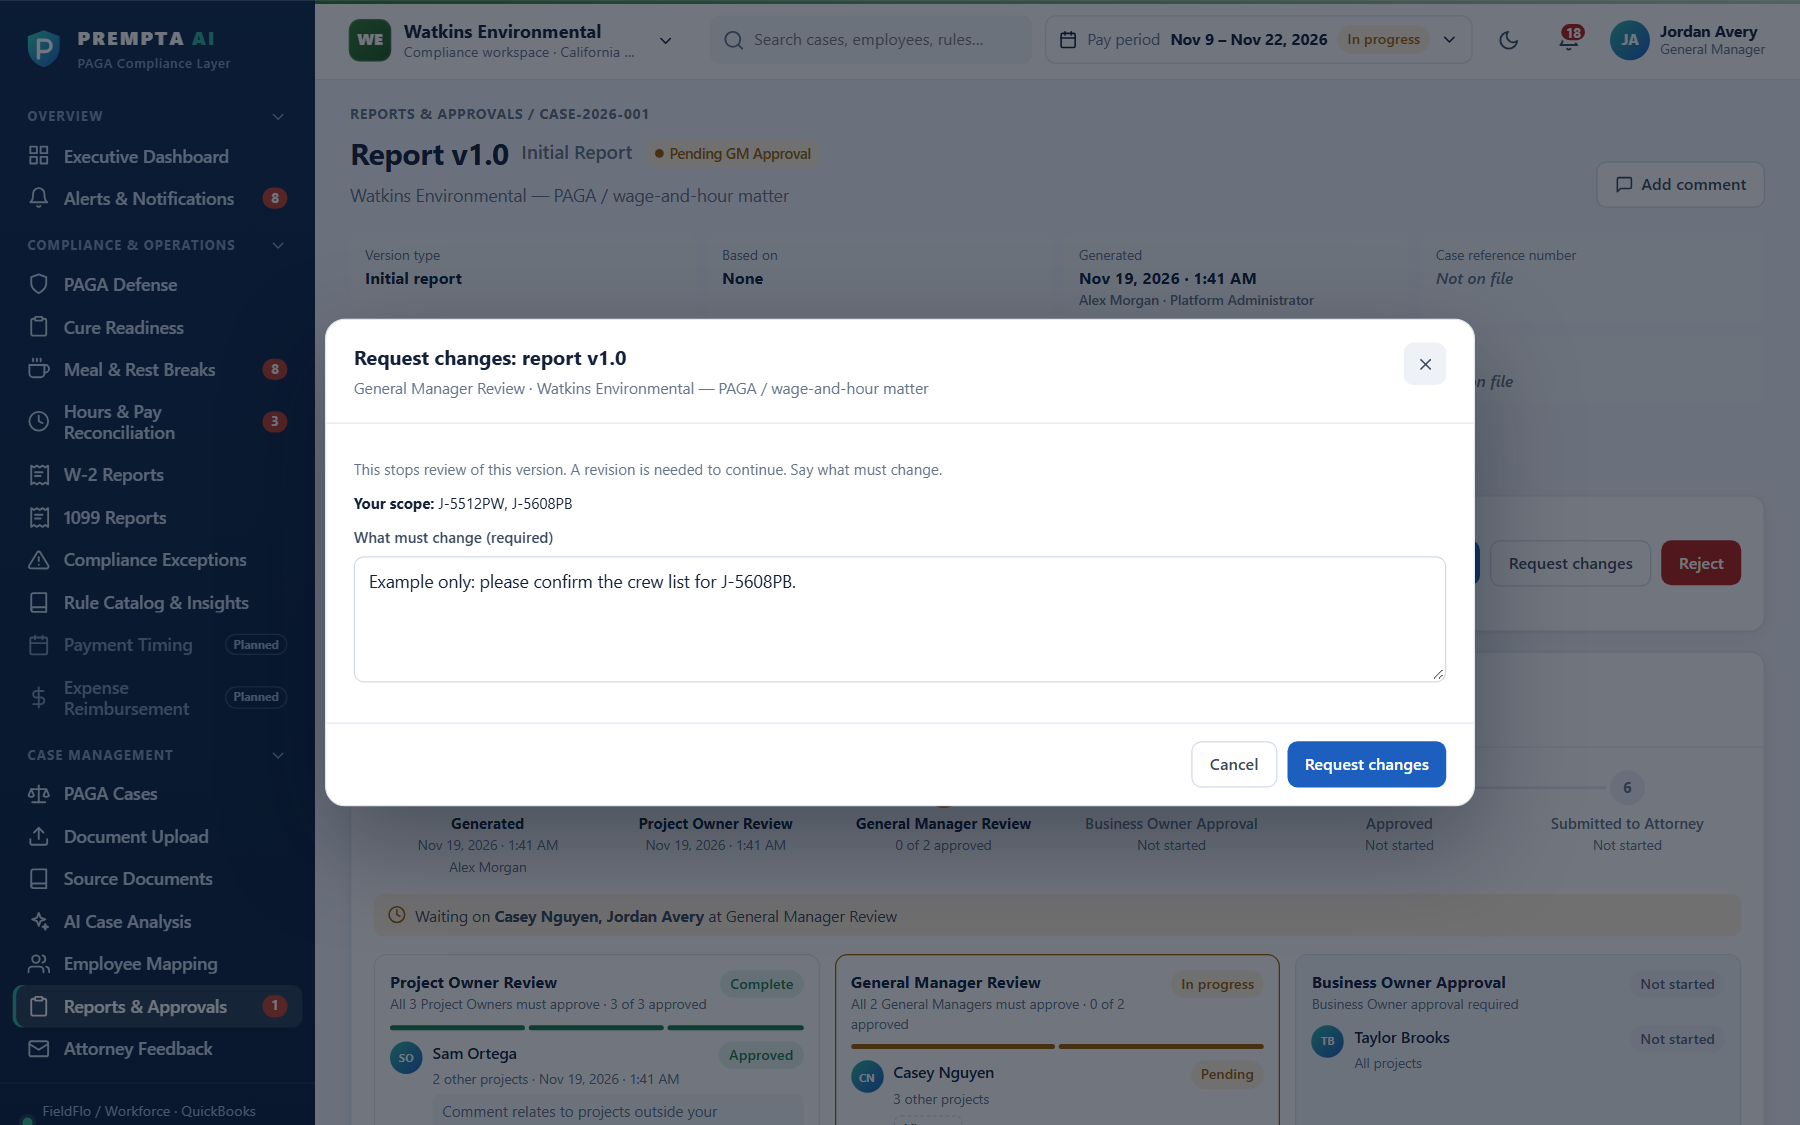 PREMPTA AI
PAGA Compliance Layer
OVERVIEW
Executive Dashboard
Alerts & Notifications 8
COMPLIANCE & OPERATIONS
PAGA Defense
Cure Readiness
Meal & Rest Breaks 8
Hours & Pay
Reconciliation 3
W-2 Reports
1099 Reports
Compliance Exceptions
Rule Catalog & Insights
Payment Timing Planned
Expense
Reimbursement Planned
CASE MANAGEMENT
PAGA Cases
Document Upload
Source Documents
AI Case Analysis
Employee Mapping
Reports & Approvals 1
Attorney Feedback
FieldFlo / Workforce · QuickBooks
WE
Watkins Environmental
Compliance workspace · California ...
Search cases, employees, rules...
Pay period Nov 9 – Nov 22, 2026 In progress
18
JA
Jordan Avery
General Manager
REPORTS & APPROVALS / CASE-2026-001
Report v1.0 Initial Report Pending GM Approval
Watkins Environmental — PAGA / wage-and-hour matter
Add comment
Version type
Initial report
Based on
None
Generated
Nov 19, 2026 · 1:41 AM
Alex Morgan · Platform Administrator
Case reference number
Not on file
on file
Request changes: report v1.0
General Manager Review · Watkins Environmental — PAGA / wage-and-hour matter
This stops review of this version. A revision is needed to continue. Say what must change.
Your scope: J-5512PW, J-5608PB
What must change (required)
Example only: please confirm the crew list for J-5608PB.
Cancel
Request changes
Request changes
Reject
Generated
Nov 19, 2026 · 1:41 AM
Alex Morgan
Project Owner Review
Nov 19, 2026 · 1:41 AM
General Manager Review
0 of 2 approved
Business Owner Approval
Not started
Approved
Not started
6
Submitted to Attorney
Not started
Waiting on Casey Nguyen, Jordan Avery at General Manager Review
Project Owner Review Complete
All 3 Project Owners must approve · 3 of 3 approved
SO
Sam Ortega Approved
2 other projects · Nov 19, 2026 · 1:41 AM
Comment relates to projects outside your
General Manager Review In progress
All 2 General Managers must approve · 0 of 2
approved
CN
Casey Nguyen Pending
3 other projects
Business Owner Approval Not started
Business Owner approval required
TB
Taylor Brooks Not started
All projects